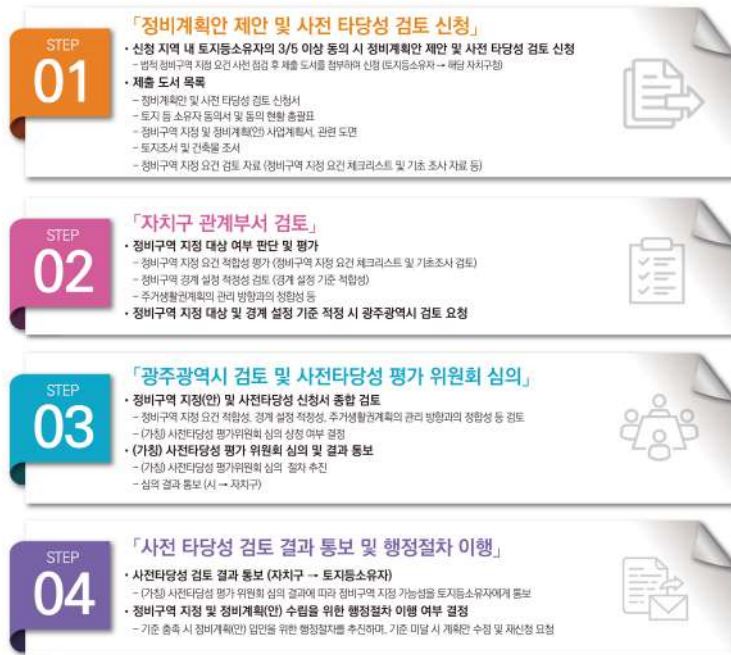 STEP
01
「정비계획안 제안 및 사전 타당성 검토 신청」
• 신청 지역 내 토지등소유자의 3/5 이상 동의 시 정비계획안 제안 및 사전 타당성 검토 신청
- 법적 정비구역 지정 요건 사전 점검 후 제출 도서를 첨부하여 신청 (토지등소유자 → 해당 자치구청)
• 제출 도서 목록
- 정비계획안 및 사전 타당성 검토 신청서
- 토지 등 소유자 동의서 및 동의 현황 총괄표
- 정비구역 지정 및 정비계획(안) 사업계획서, 관련 도면
- 토지조서 및 건축물 조서
- 정비구역 지정 요건 검토 자료 (정비구역 지정 요건 체크리스트 및 기초 조사 자료 등)
STEP
02
「자치구 관계부서 검토」
• 정비구역 지정 대상 여부 판단 및 평가
- 정비구역 지정 요건 적합성 평가 (정비구역 지정 요건 체크리스트 및 기초조사 검토)
- 정비구역 경계 설정 적정성 검토 (경계 설정 기준 적합성)
- 주거생활권계획의 관리 방향과의 정합성 등
• 정비구역 지정 대상 및 경계 설정 기준 적정 시 광주광역시 검토 요청
STEP
03
「광주광역시 검토 및 사전타당성 평가 위원회 심의」
• 정비구역 지정(안) 및 사전타당성 신청서 종합 검토
- 정비구역 지정 요건 적합성, 경계 설정 적정성, 주거생활권계획의 관리 방향과의 정합성 등 검토
- (가칭) 사전타당성 평가위원회 심의 상정 여부 결정
• (가칭) 사전타당성 평가 위원회 심의 및 결과 통보
- (가칭) 사전타당성 평가위원회 심의 절차 추진
- 심의 결과 통보 (시 → 자치구)
STEP
04
「사전 타당성 검토 결과 통보 및 행정절차 이행」
• 사전타당성 검토 결과 통보 (자치구 → 토지등소유자)
- (가칭) 사전타당성 평가 위원회 심의 결과에 따라 정비구역 지정 가능성을 토지등소유자에게 통보
• 정비구역 지정 및 정비계획(안) 수립을 위한 행정절차 이행 여부 결정
- 기준 충족 시 정비계획(안) 입안을 위한 행정절차를 추진하며, 기준 미달 시 계획안 수정 및 재신청 요청